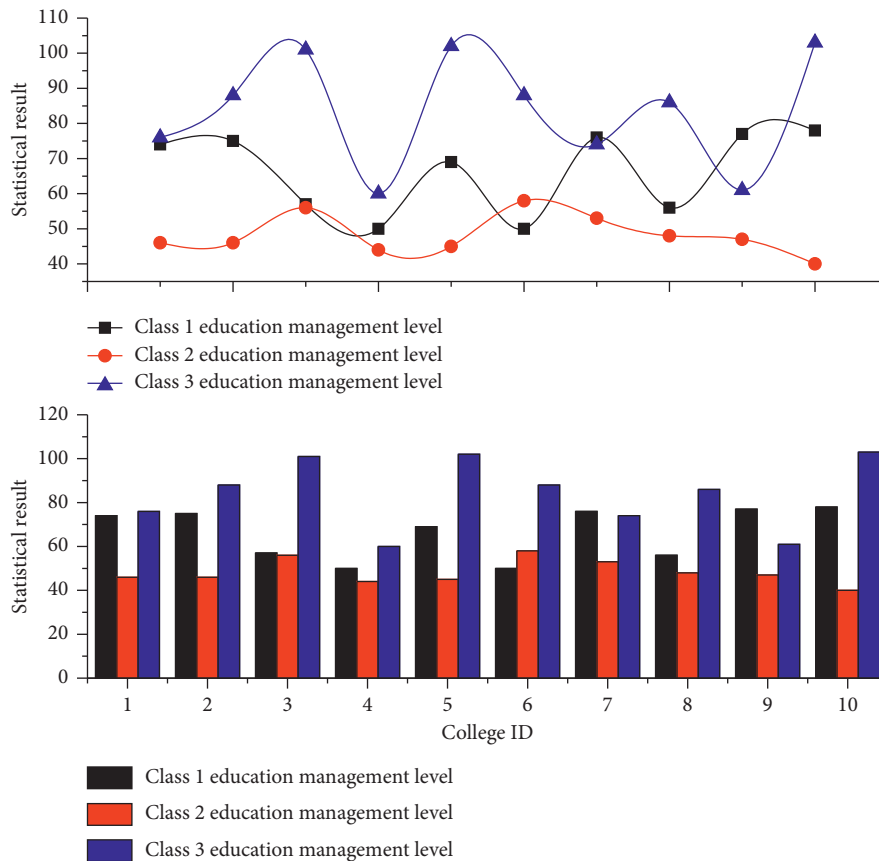 110
100
90
80
70
60
50
40
Statistical result
Class 1 education management level
Class 2 education management level
Class 3 education management level
120
100
80
60
40
20
0
Statistical result
1 2 3 4 5 6 7 8 9 10
College ID
Class 1 education management level
Class 2 education management level
Class 3 education management level